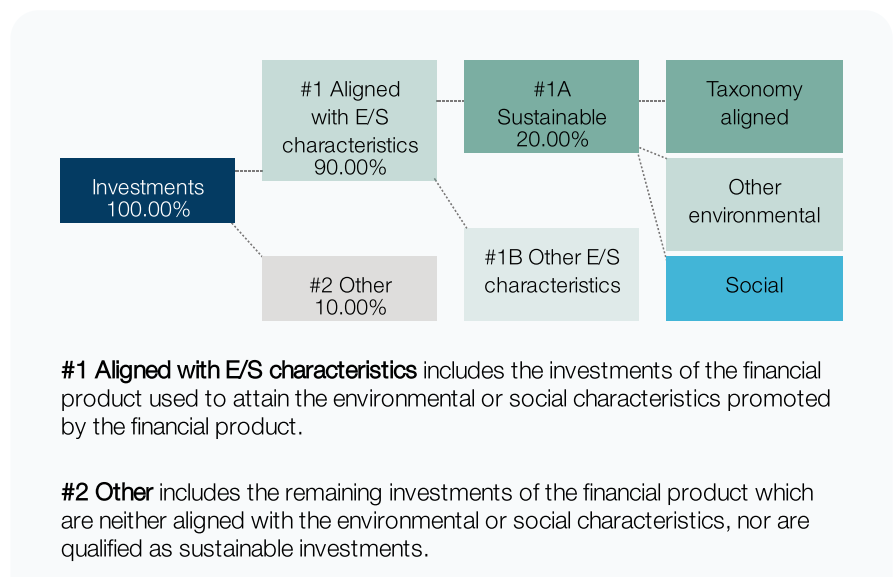 #1 Aligned
with E/S
characteristics
90.00%
#1A
Sustainable
20.00%
Taxonomy
aligned
Investments
100.00%
Other
environmental
#2 Other
10.00%
#1B Other E/S
characteristics
Social
#1 Aligned with E/S characteristics includes the investments of the financial
product used to attain the environmental or social characteristics promoted
by the financial product.
#2 Other includes the remaining investments of the financial product which
are neither aligned with the environmental or social characteristics, nor are
qualified as sustainable investments.